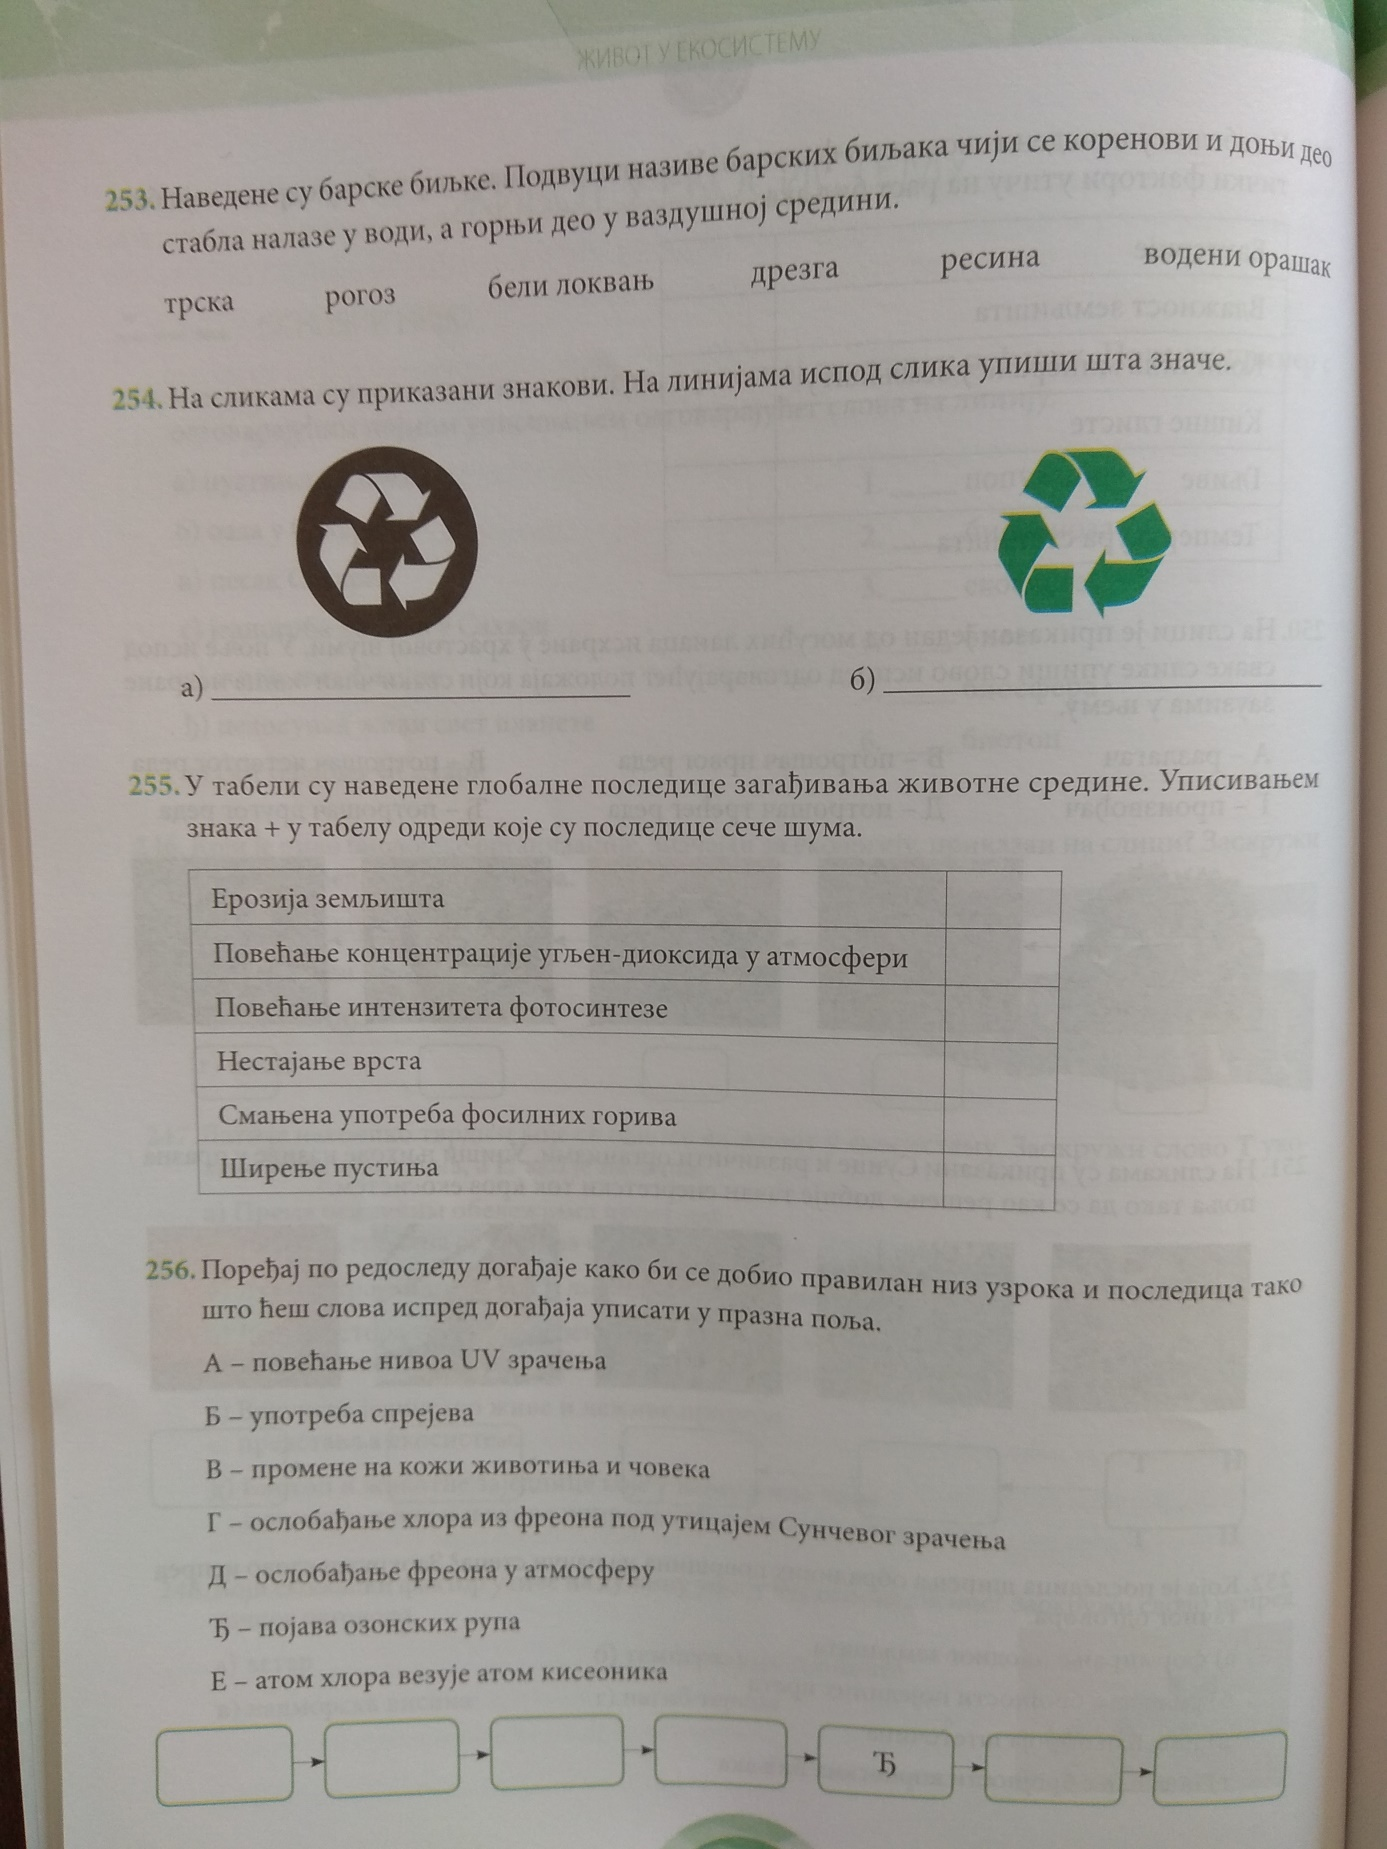 ЖИВОТ У ЕКОСИСТЕМУ
253. Наведене су барске биљке. Подвуци називе барских биљака чији се коренови и доњи део
стабла налазе у води, а горњи део у ваздушној средини.
трска рогоз бели локвањ дрезга ресина водени орашак
254. На сликама су приказани знакови. На линијама испод слика упиши шта значе.
а) б)
255. У табели су наведене глобалне последице загађивања животне средине. Уписивањем
знака + у табелу одреди које су последице сече шума.
Ерозија земљишта
Повећање концентрације угљен-диоксида у атмосфери
Повећање интензитета фотосинтезе
Нестајање врста
Смањена употреба фосилних горива
Ширење пустиња
256. Поређај по редоследу догађаје како би се добио правилан низ узрока и последица тако
што ћеш слова испред догађаја уписати у празна поља.
А – повећање нивоа UV зрачења
Б – употреба спрејева
В – промене на кожи животиња и човека
Г – ослобађање хлора из фреона под утицајем Сунчевог зрачења
Д – ослобађање фреона у атмосферу
Ђ – појава озонских рупа
Е – атом хлора везује атом кисеоника
Ђ